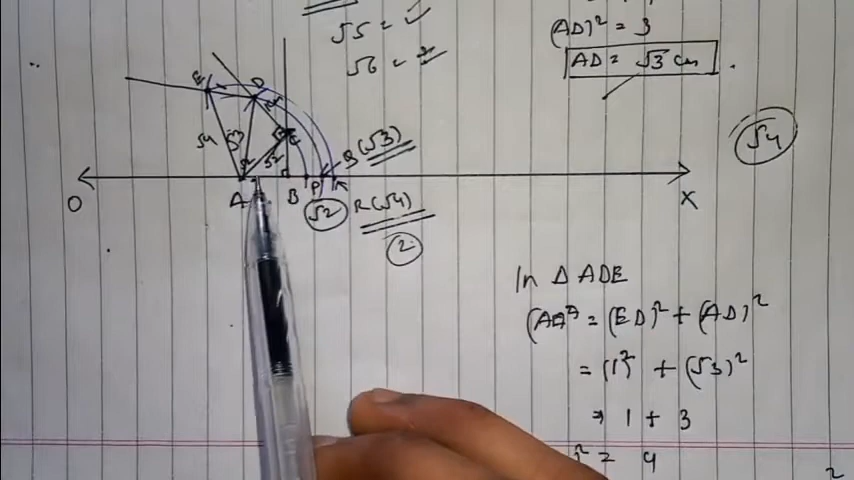 √5 =
√6 =
(AD)² = 3
AD = √3 cm
√4
E
D
C
√4
√3
√2
(√3)
O
A
B
P
√2
R(√4)
2
X
In Δ ADE
= (ED)² + (AD)²
= (1)² + (√3)²
⇒ 1 + 3
= 4
2